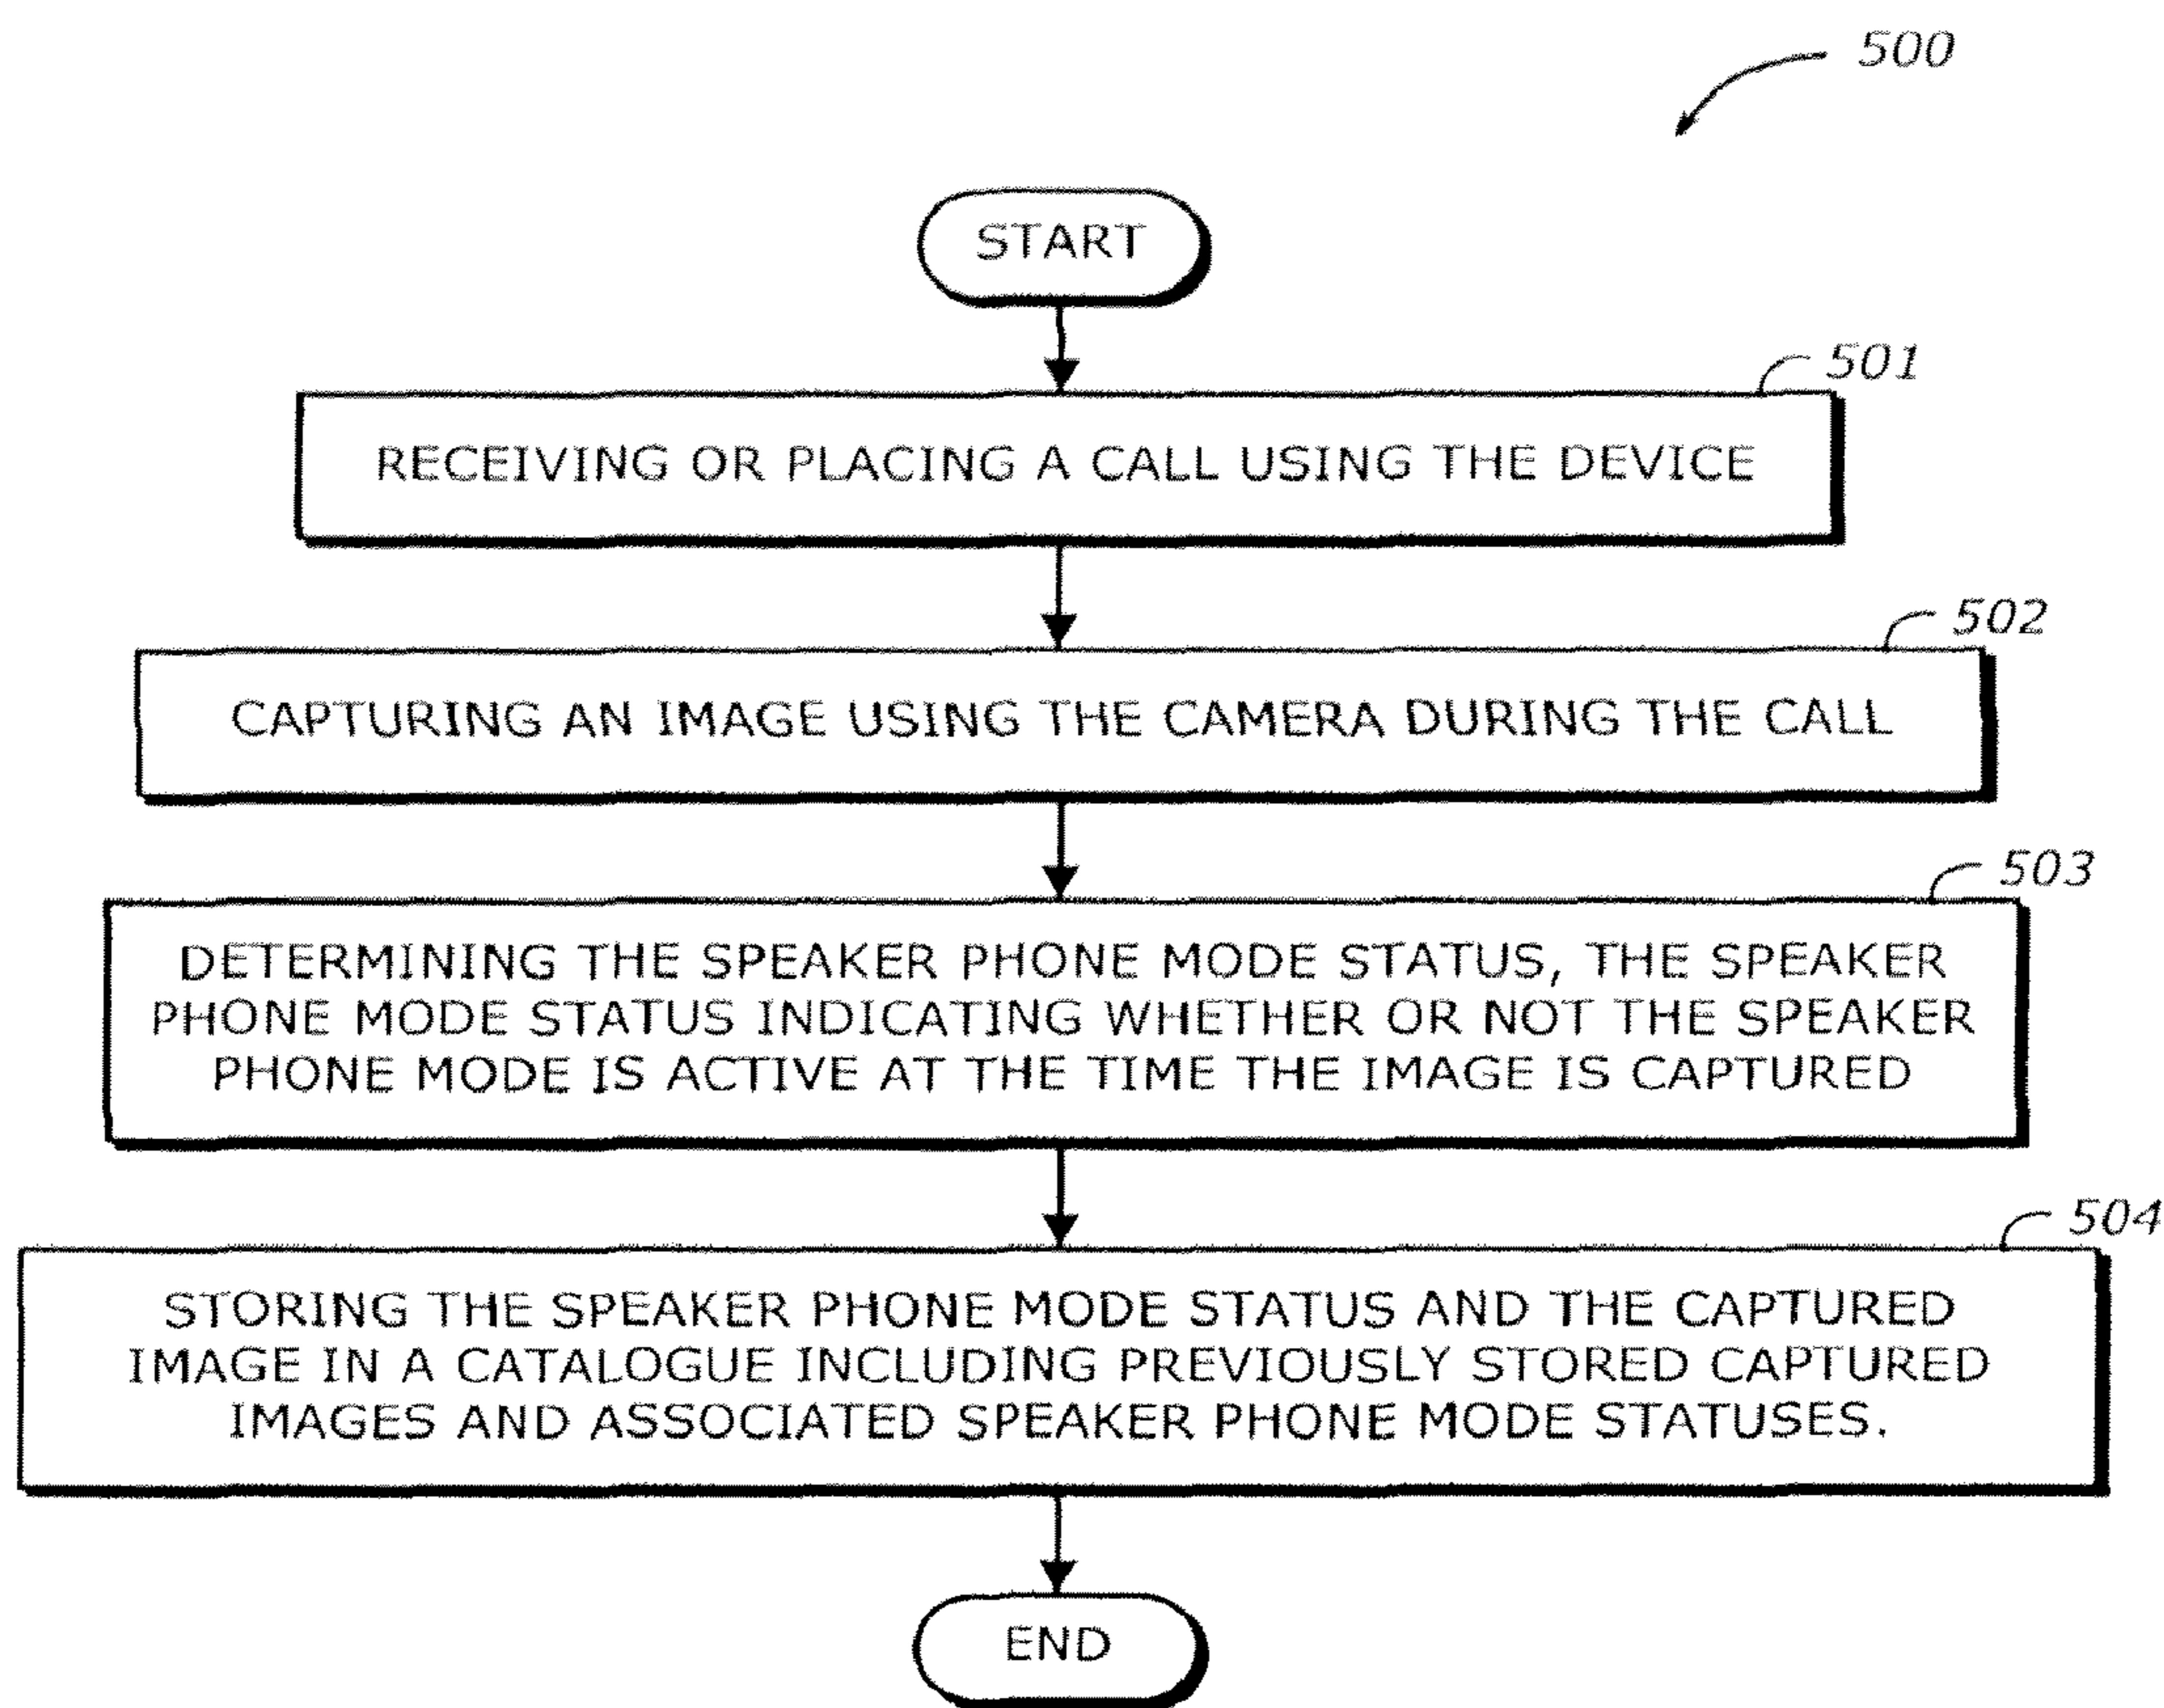 500
START
501
RECEIVING OR PLACING A CALL USING THE DEVICE
502
CAPTURING AN IMAGE USING THE CAMERA DURING THE CALL
503
DETERMINING THE SPEAKER PHONE MODE STATUS, THE SPEAKER
PHONE MODE STATUS INDICATING WHETHER OR NOT THE SPEAKER
PHONE MODE IS ACTIVE AT THE TIME THE IMAGE IS CAPTURED
504
STORING THE SPEAKER PHONE MODE STATUS AND THE CAPTURED
IMAGE IN A CATALOGUE INCLUDING PREVIOUSLY STORED CAPTURED
IMAGES AND ASSOCIATED SPEAKER PHONE MODE STATUSES.
END